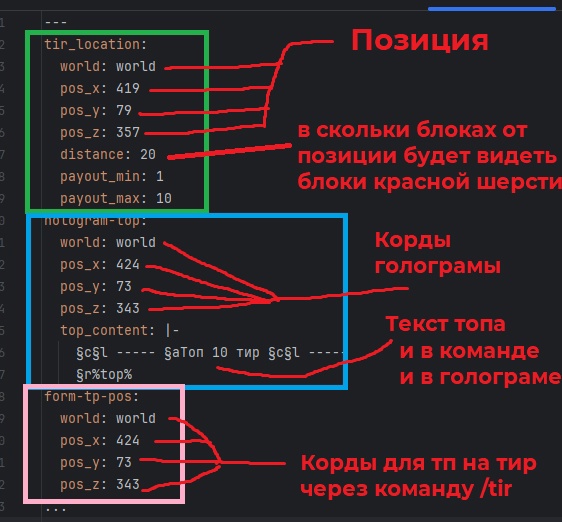 ---
tir_location:
world: world
pos_x: 419
pos_y: 79
pos_z: 357
distance: 20
payout_min: 1
payout_max: 10
Позиция
в скольки блоках от
позиции будет видеть
блоки красной шерсти
hologram-top:
world: world
pos_x: 424
pos_y: 73
pos_z: 343
top_content: |-
§c§l ----- §aТоп 10 тир §c§l -----
§r%top%
Корды
голограмы
Текст топа
и в команде
и в голограме
form-tp-pos:
world: world
pos_x: 424
pos_y: 73
pos_z: 343
...
Корды для тп на тир
через команду /tir